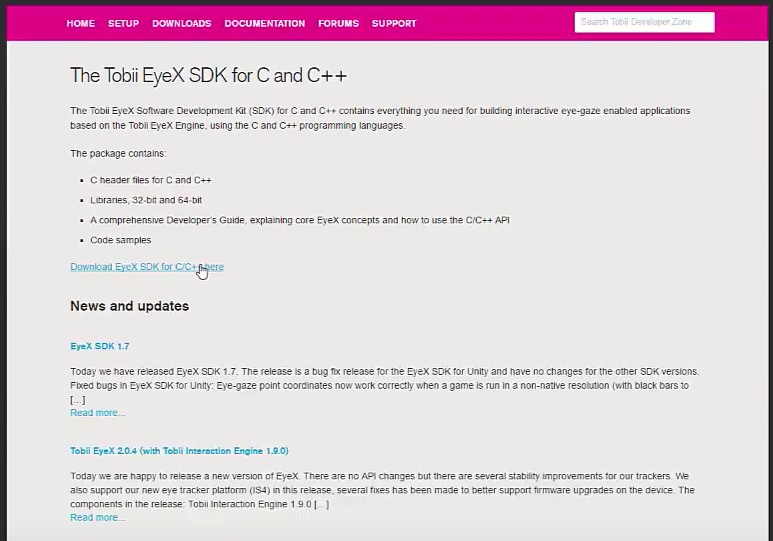 HOME SETUP DOWNLOADS DOCUMENTATION FORUMS SUPPORT Search Tobii Developer Zone
The Tobii EyeX SDK for C and C++
The Tobii EyeX Software Development Kit (SDK) for C and C++ contains everything you need for building interactive eye-gaze enabled applications
based on the Tobii EyeX Engine, using the C and C++ programming languages.
The package contains:
• C header files for C and C++
• Libraries, 32-bit and 64-bit
• A comprehensive Developer's Guide, explaining core EyeX concepts and how to use the C/C++ API
• Code samples
Download EyeX SDK for C/C++ here
News and updates
EyeX SDK 1.7
Today we have released EyeX SDK 1.7. The release is a bug fix release for the EyeX SDK for Unity and have no changes for the other SDK versions.
Fixed bugs in EyeX SDK for Unity: Eye-gaze point coordinates now work correctly when a game is run in a non-native resolution (with black bars to
[...]
Read more...
Tobii EyeX 2.0.4 (with Tobii Interaction Engine 1.9.0)
Today we are happy to release a new version of EyeX. There are no API changes but there are several stability improvements for our trackers. We
also support our new eye tracker platform (IS4) in this release, several fixes has been made to better support firmware upgrades on the device. The
components in the release: Tobii Interaction Engine 1.9.0 [...]
Read more...